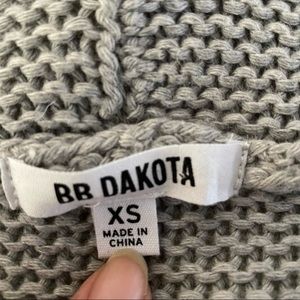 BB DAKOTA
XS
MADE IN
CHINA